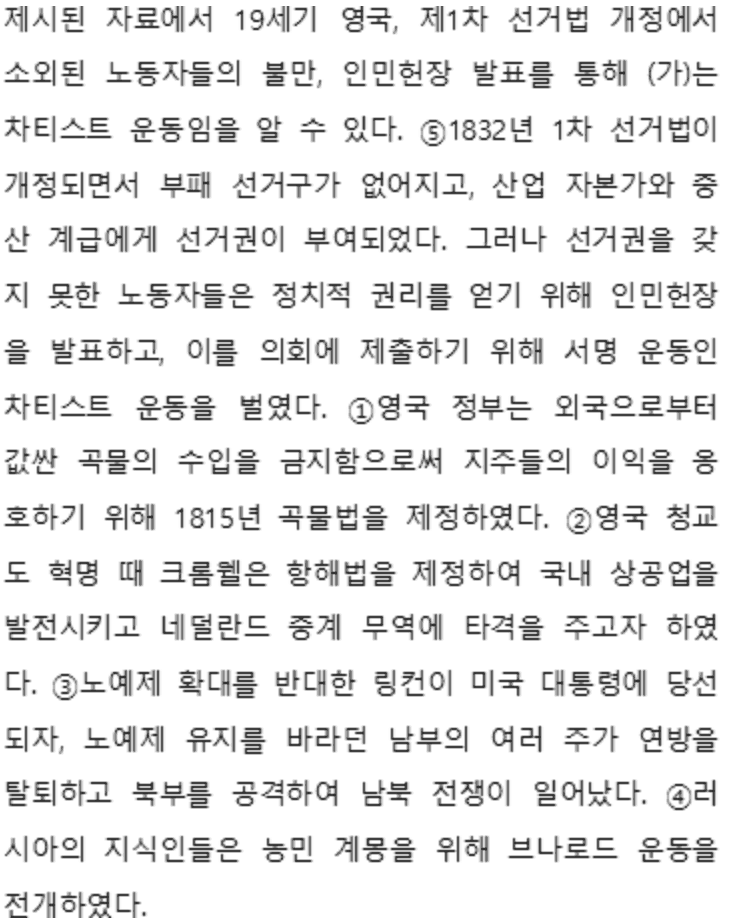 제시된 자료에서 19세기 영국, 제1차 선거법 개정에서
소외된 노동자들의 불만, 인민헌장 발표를 통해 (가)는
차티스트 운동임을 알 수 있다. ⑤1832년 1차 선거법이
개정되면서 부패 선거구가 없어지고, 산업 자본가와 중
산 계급에게 선거권이 부여되었다. 그러나 선거권을 갖
지 못한 노동자들은 정치적 권리를 얻기 위해 인민헌장
을 발표하고, 이를 의회에 제출하기 위해 서명 운동인
차티스트 운동을 벌였다. ①영국 정부는 외국으로부터
값싼 곡물의 수입을 금지함으로써 지주들의 이익을 옹
호하기 위해 1815년 곡물법을 제정하였다. ②영국 청교
도 혁명 때 크롬웰은 항해법을 제정하여 국내 상공업을
발전시키고 네덜란드 중계 무역에 타격을 주고자 하였
다. ③노예제 확대를 반대한 링컨이 미국 대통령에 당선
되자, 노예제 유지를 바라던 남부의 여러 주가 연방을
탈퇴하고 북부를 공격하여 남북 전쟁이 일어났다. ④러
시아의 지식인들은 농민 계몽을 위해 브나로드 운동을
전개하였다.